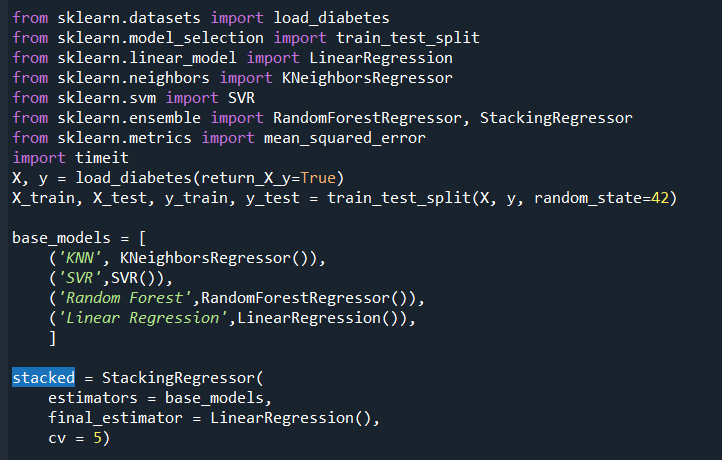 from sklearn.datasets import load_diabetes
from sklearn.model_selection import train_test_split
from sklearn.linear_model import LinearRegression
from sklearn.neighbors import KNeighborsRegressor
from sklearn.svm import SVR
from sklearn.ensemble import RandomForestRegressor, StackingRegressor
from sklearn.metrics import mean_squared_error
import timeit
X, y = load_diabetes(return_X_y=True)
X_train, X_test, y_train, y_test = train_test_split(X, y, random_state=42)

base_models = [
    ('KNN', KNeighborsRegressor()),
    ('SVR',SVR()),
    ('Random Forest',RandomForestRegressor()),
    ('Linear Regression',LinearRegression()),
    ]

stacked = StackingRegressor(
    estimators = base_models,
    final_estimator = LinearRegression(),
    cv = 5)